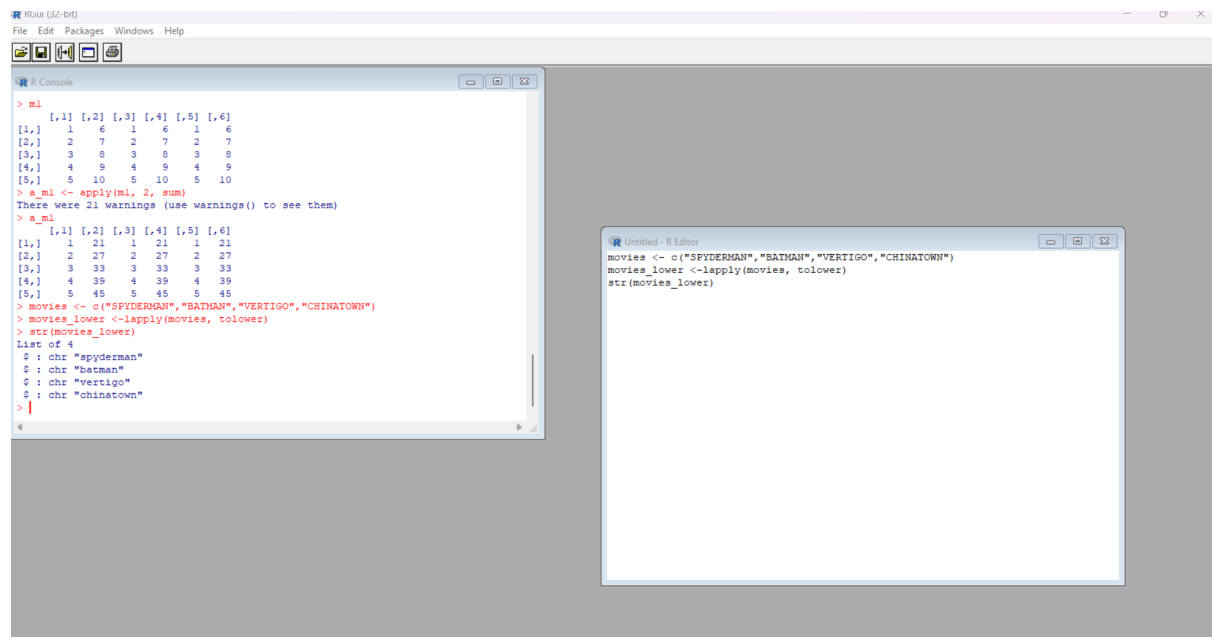 RGui (32-bit)
File Edit Packages Windows Help
R Console
> m1
[,1] [,2] [,3] [,4] [,5] [,6]
[1,] 1 6 1 6 1 6
[2,] 2 7 2 7 2 7
[3,] 3 8 3 8 3 8
[4,] 4 9 4 9 4 9
[5,] 5 10 5 10 5 10
> a_m1 <- apply(m1, 2, sum)
There were 21 warnings (use warnings() to see them)
> a_m1
[,1] [,2] [,3] [,4] [,5] [,6]
[1,] 1 21 1 21 1 21
[2,] 2 27 2 27 2 27
[3,] 3 33 3 33 3 33
[4,] 4 39 4 39 4 39
[5,] 5 45 5 45 5 45
> movies <- c("SPYDERMAN","BATMAN","VERTIGO","CHINATOWN")
> movies_lower <-lapply(movies, tolower)
> str(movies_lower)
List of 4
$ : chr "spyderman"
$ : chr "batman"
$ : chr "vertigo"
$ : chr "chinatown"
>
Untitled - R Editor
movies <- c("SPYDERMAN","BATMAN","VERTIGO","CHINATOWN")
movies_lower <-lapply(movies, tolower)
str(movies_lower)